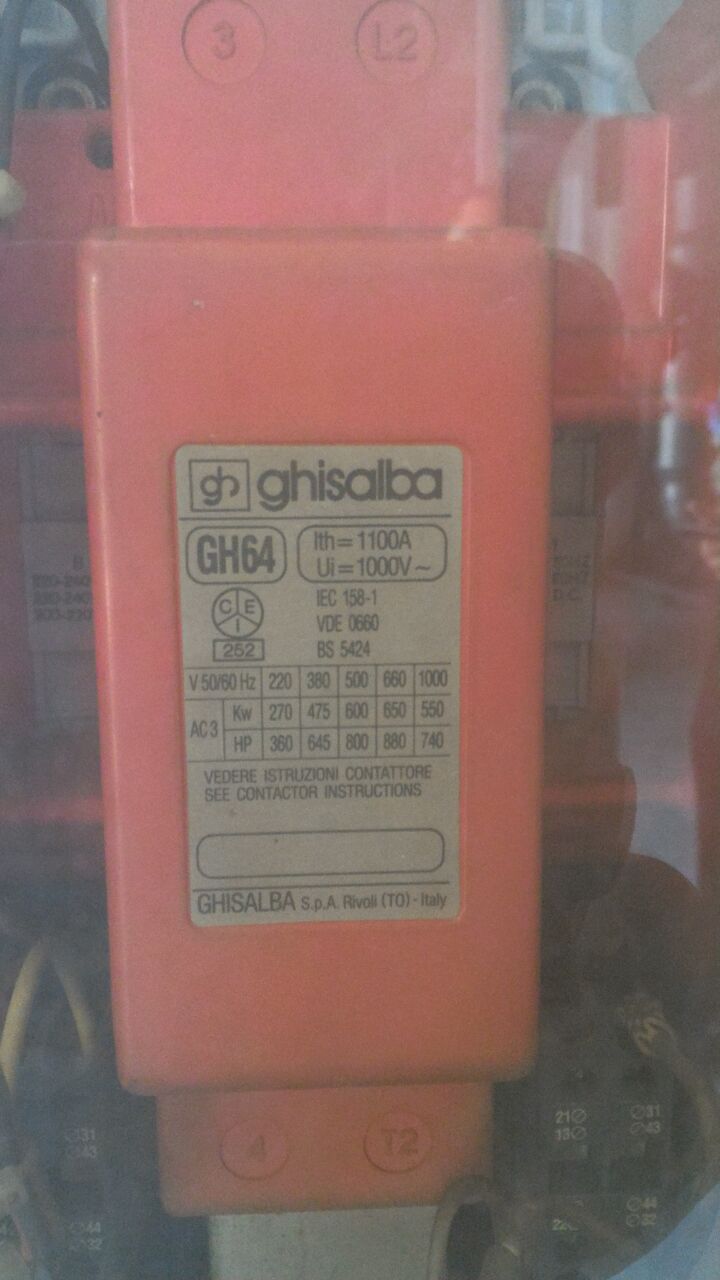 3 L2
gh ghisalba
GH64 Ith=1100A
Ui=1000V~
C E I
252
IEC 158-1
VDE 0660
BS 5424
V 50/60 Hz 220 380 500 660 1000
AC3 Kw 270 475 600 650 550
HP 360 645 800 880 740
VEDERE ISTRUZIONI CONTATTORE
SEE CONTACTOR INSTRUCTIONS
GHISALBA S.p.A. Rivoli (TO) - Italy
D.C.
31
43
21 31
13 43
4 T2
44
32
44
32